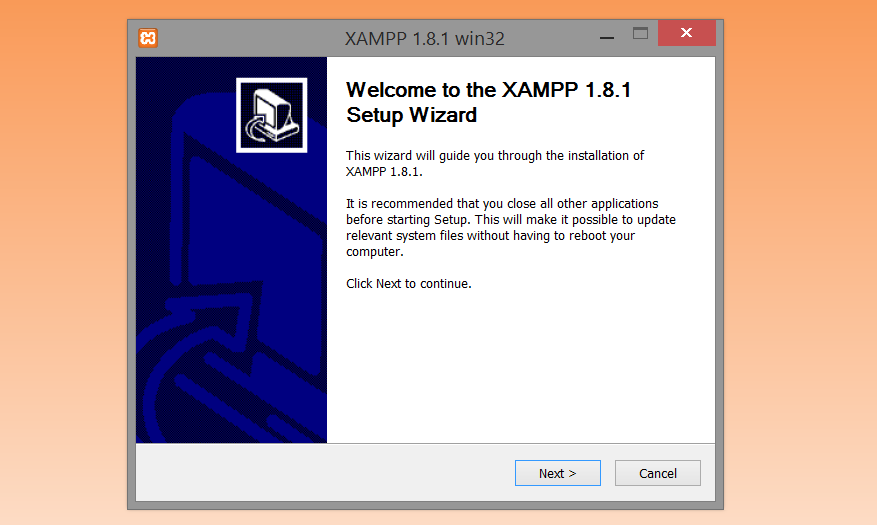 XAMPP 1.8.1 win32
Welcome to the XAMPP 1.8.1
Setup Wizard
This wizard will guide you through the installation of
XAMPP 1.8.1.
It is recommended that you close all other applications
before starting Setup. This will make it possible to update
relevant system files without having to reboot your
computer.
Click Next to continue.
Next >
Cancel